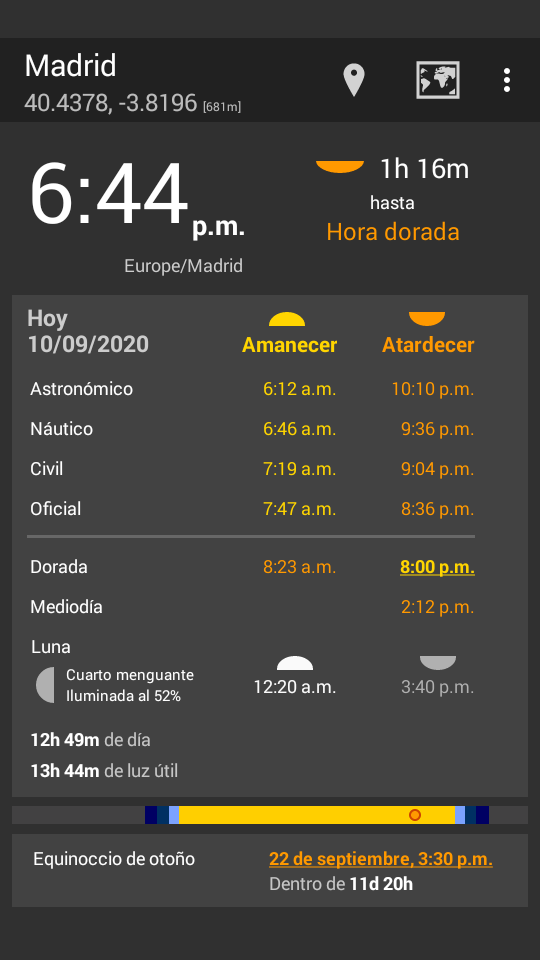 Madrid
40.4378, -3.8196 [681m]
6:44 p.m.
Europe/Madrid
1h 16m
hasta
Hora dorada
Hoy
10/09/2020
Amanecer Atardecer
Astronómico 6:12 a.m. 10:10 p.m.
Náutico 6:46 a.m. 9:36 p.m.
Civil 7:19 a.m. 9:04 p.m.
Oficial 7:47 a.m. 8:36 p.m.
Dorada 8:23 a.m. 8:00 p.m.
Mediodía 2:12 p.m.
Luna
Cuarto menguante
Iluminada al 52% 12:20 a.m. 3:40 p.m.
12h 49m de día
13h 44m de luz útil
Equinoccio de otoño 22 de septiembre, 3:30 p.m.
Dentro de 11d 20h